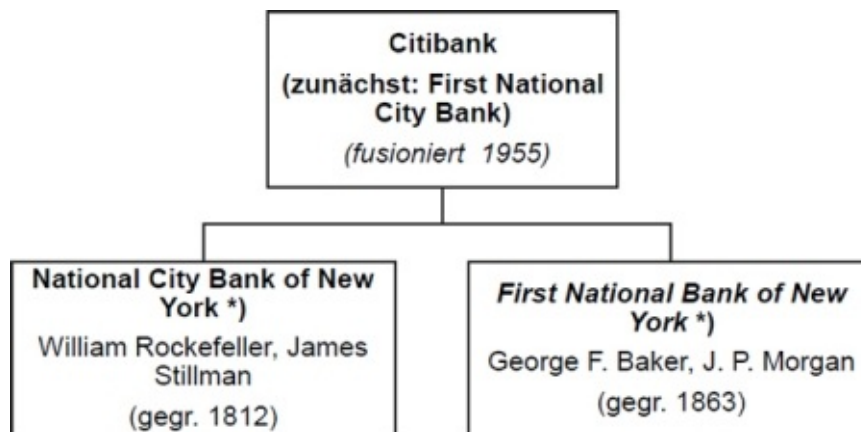 Citibank
(zunächst: First National
City Bank)
(fusioniert 1955)
National City Bank of New
York *)
William Rockefeller, James
Stillman
(gegr. 1812)
First National Bank of New
York *)
George F. Baker, J. P. Morgan
(gegr. 1863)